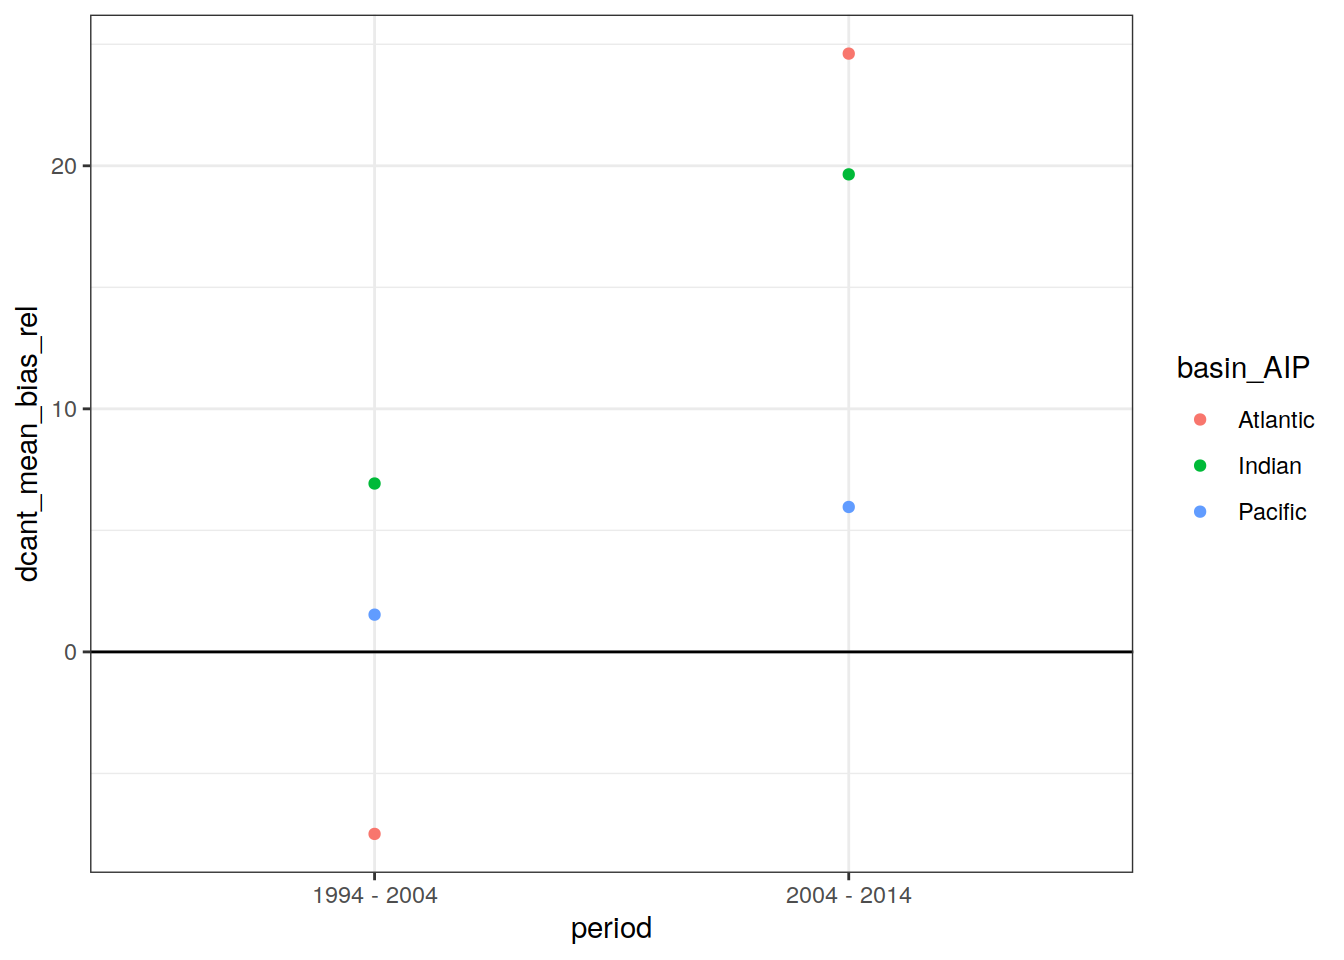 dcant_mean_bias_rel
20
10
0
1994 - 2004
2004 - 2014
period
basin_AIP
Atlantic
Indian
Pacific